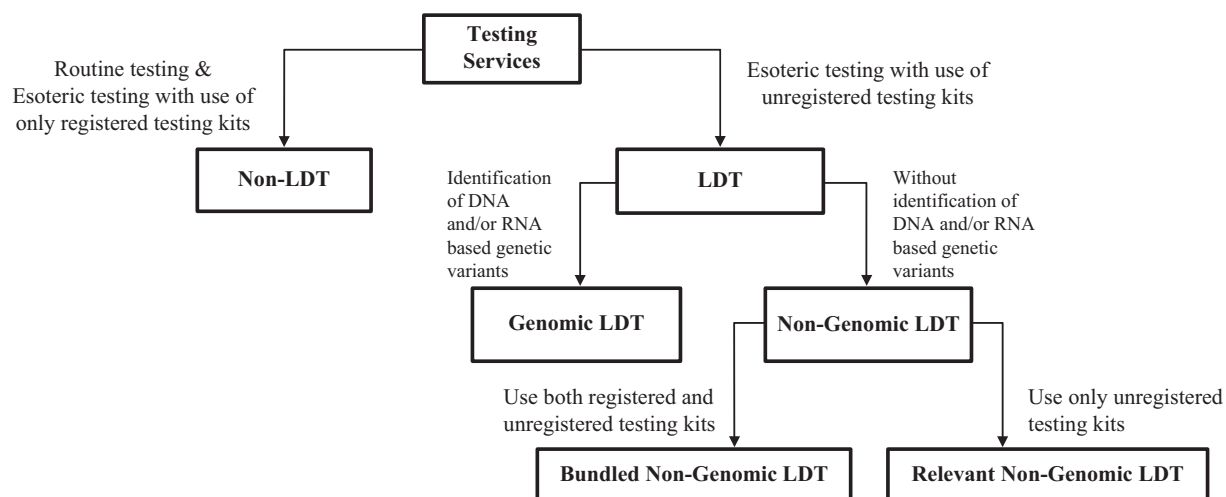 Testing
Services
Routine testing &
Esoteric testing with use of
only registered testing kits
Esoteric testing with use of
unregistered testing kits
Non-LDT
LDT
Identification
of DNA
and/or RNA
based genetic
variants
Without
identification of
DNA and/or RNA
based genetic
variants
Genomic LDT
Non-Genomic LDT
Use both registered and
unregistered testing kits
Use only unregistered
testing kits
Bundled Non-Genomic LDT
Relevant Non-Genomic LDT